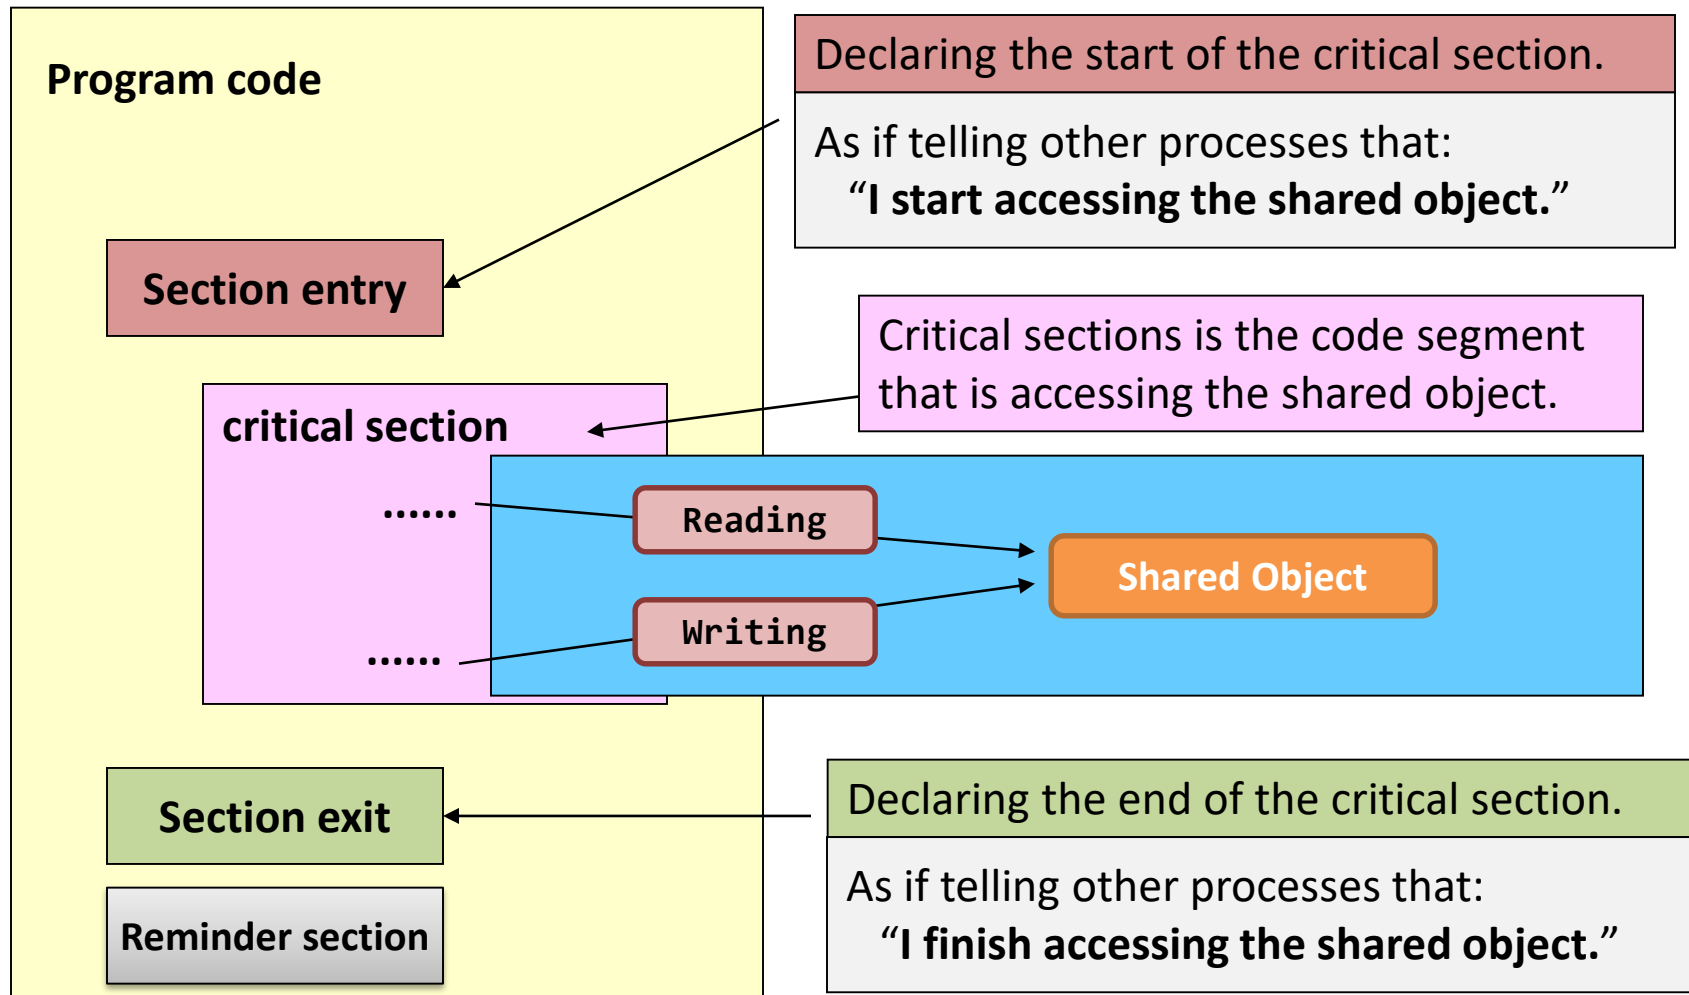 Program code
Declaring the start of the critical section.
As if telling other processes that:
“I start accessing the shared object.”
Section entry
Critical sections is the code segment
that is accessing the shared object.
critical section
......
Reading
Shared Object
Writing
......
Section exit
Declaring the end of the critical section.
As if telling other processes that:
“I finish accessing the shared object.”
Reminder section